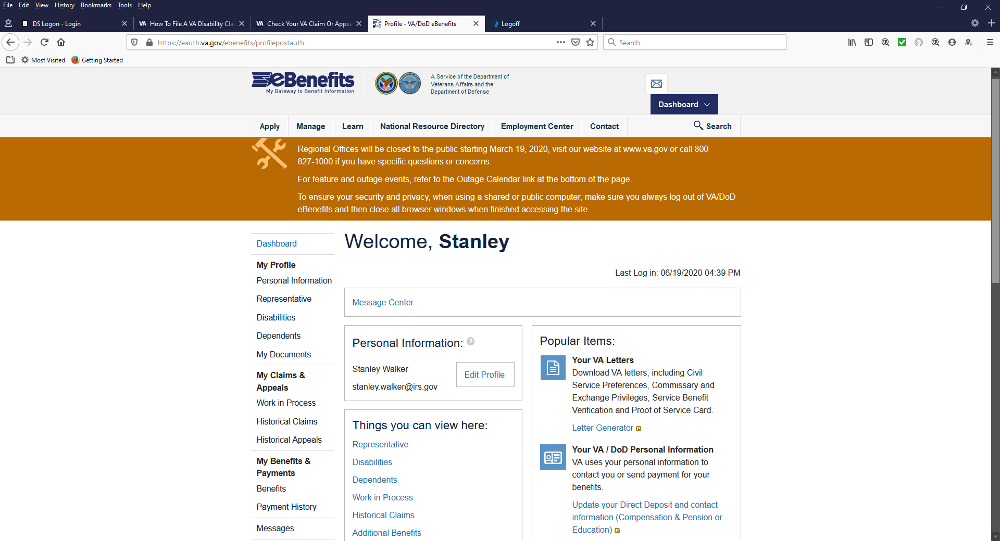 File Edit View History Bookmarks Tools Help
DS Logon - Login
VA How To File A VA Disability Cla
VA Check Your VA Claim Or Appea
Profile - VA/DoD eBenefits
Logoff
https://eauth.va.gov/ebenefits/profilepostauth
Search
Most Visited
Getting Started
eBenefits
My Gateway to Benefit Information
A Service of the Department of
Veterans Affairs and the
Department of Defense
Dashboard
Apply
Manage
Learn
National Resource Directory
Employment Center
Contact
Search
Regional Offices will be closed to the public starting March 19, 2020, visit our website at www.va.gov or call 800
827-1000 if you have specific questions or concerns.
For feature and outage events, refer to the Outage Calendar link at the bottom of the page.
To ensure your security and privacy, when using a shared or public computer, make sure you always log out of VA/DoD
eBenefits and then close all browser windows when finished accessing the site.
Dashboard
My Profile
Personal Information
Representative
Disabilities
Dependents
My Documents
My Claims &
Appeals
Work in Process
Historical Claims
Historical Appeals
My Benefits &
Payments
Benefits
Payment History
Messages
Welcome, Stanley
Last Log in: 06/19/2020 04:39 PM
Message Center
Personal Information: ?
Stanley Walker
stanley.walker@irs.gov
Edit Profile
Things you can view here:
Representative
Disabilities
Dependents
Work in Process
Historical Claims
Additional Benefits
Popular Items:
Your VA Letters
Download VA letters, including Civil
Service Preferences, Commissary and
Exchange Privileges, Service Benefit
Verification and Proof of Service Card.
Letter Generator P
Your VA / DoD Personal Information
VA uses your personal information to
contact you or send payment for your
benefits.
Update your Direct Deposit and contact
information (Compensation & Pension or
Education) P